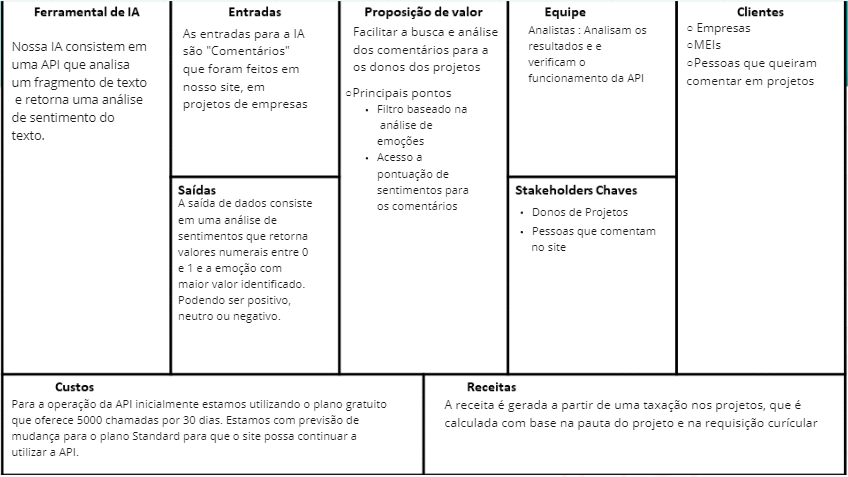 Ferramental de IA
Nossa IA consistem em
uma API que analisa
um fragmento de texto
e retorna uma análise
de sentimento do
texto.
Entradas
As entradas para a IA
são "Comentários"
que foram feitos em
nosso site, em
projetos de empresas
Saídas
A saída de dados consiste
em uma análise de
sentimentos que retorna
valores numerais entre 0
e 1 e a emoção com
maior valor identificado.
Podendo ser positivo,
neutro ou negativo.
Proposição de valor
Facilitar a busca e análise
dos comentários para a
os donos dos projetos
○Principais pontos
• Filtro baseado na
análise de
emoções
• Acesso a
pontuação de
sentimentos para
os comentários
Equipe
Analistas : Analisam os
resultados e e
verificam o
funcionamento da API
Stakeholders Chaves
• Donos de Projetos
• Pessoas que comentam
no site
Clientes
○ Empresas
○MEIs
○Pessoas que queiram
comentar em projetos
Custos
Para a operação da API inicialmente estamos utilizando o plano gratuito
que oferece 5000 chamadas por 30 dias. Estamos com previsão de
mudança para o plano Standard para que o site possa continuar a
utilizar a API.
Receitas
A receita é gerada a partir de uma taxação nos projetos, que é
calculada com base na pauta do projeto e na requisição curícular